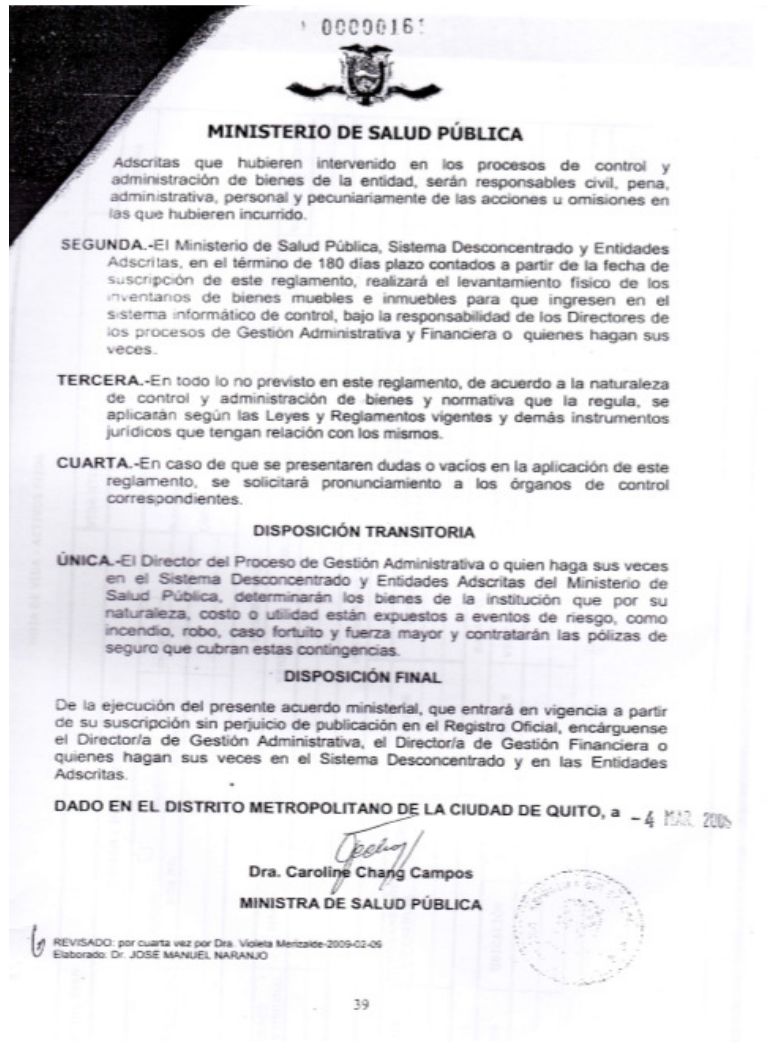 00000161
MINISTERIO DE SALUD PÚBLICA
Adscritas que hubieren intervenido en los procesos de control y
administración de bienes de la entidad, serán responsables civil, pena,
administrativa, personal y pecuniariamente de las acciones u omisiones en
las que hubieren incurrido.
SEGUNDA.-El Ministerio de Salud Pública, Sistema Desconcentrado y Entidades
Adscritas, en el término de 180 días plazo contados a partir de la fecha de
suscripción de este reglamento, realizará el levantamiento físico de los
inventarios de bienes muebles e inmuebles para que ingresen en el
sistema informático de control, bajo la responsabilidad de los Directores de
los procesos de Gestión Administrativa y Financiera o quienes hagan sus
veces.
TERCERA.-En todo lo no previsto en este reglamento, de acuerdo a la naturaleza
de control y administración de bienes y normativa que la regula, se
aplicarán según las Leyes y Reglamentos vigentes y demás instrumentos
jurídicos que tengan relación con los mismos.
CUARTA.-En caso de que se presentaren dudas o vacíos en la aplicación de este
reglamento, se solicitará pronunciamiento a los órganos de control
correspondientes.
DISPOSICIÓN TRANSITORIA
ÚNICA.-El Director del Proceso de Gestión Administrativa o quien haga sus veces
en el Sistema Desconcentrado y Entidades Adscritas del Ministerio de
Salud Pública, determinarán los bienes de la institución que por su
naturaleza, costo o utilidad están expuestos a eventos de riesgo, como
incendio, robo, caso fortuito y fuerza mayor y contratarán las pólizas de
seguro que cubran estas contingencias.
DISPOSICIÓN FINAL
De la ejecución del presente acuerdo ministerial, que entrará en vigencia a partir
de su suscripción sin perjuicio de publicación en el Registro Oficial, encárguense
el Director/a de Gestión Administrativa, el Director/a de Gestión Financiera o
quienes hagan sus veces en el Sistema Desconcentrado y en las Entidades
Adscritas.
DADO EN EL DISTRITO METROPOLITANO DE LA CIUDAD DE QUITO, a -4 MAR. 2009
Dra. Caroline Chang Campos
MINISTRA DE SALUD PÚBLICA
REVISADO: por cuarta vez por Dra. Violeta Merizalde-2009-02-06
Elaborado: Dr. JOSE MANUEL NARANJO
39